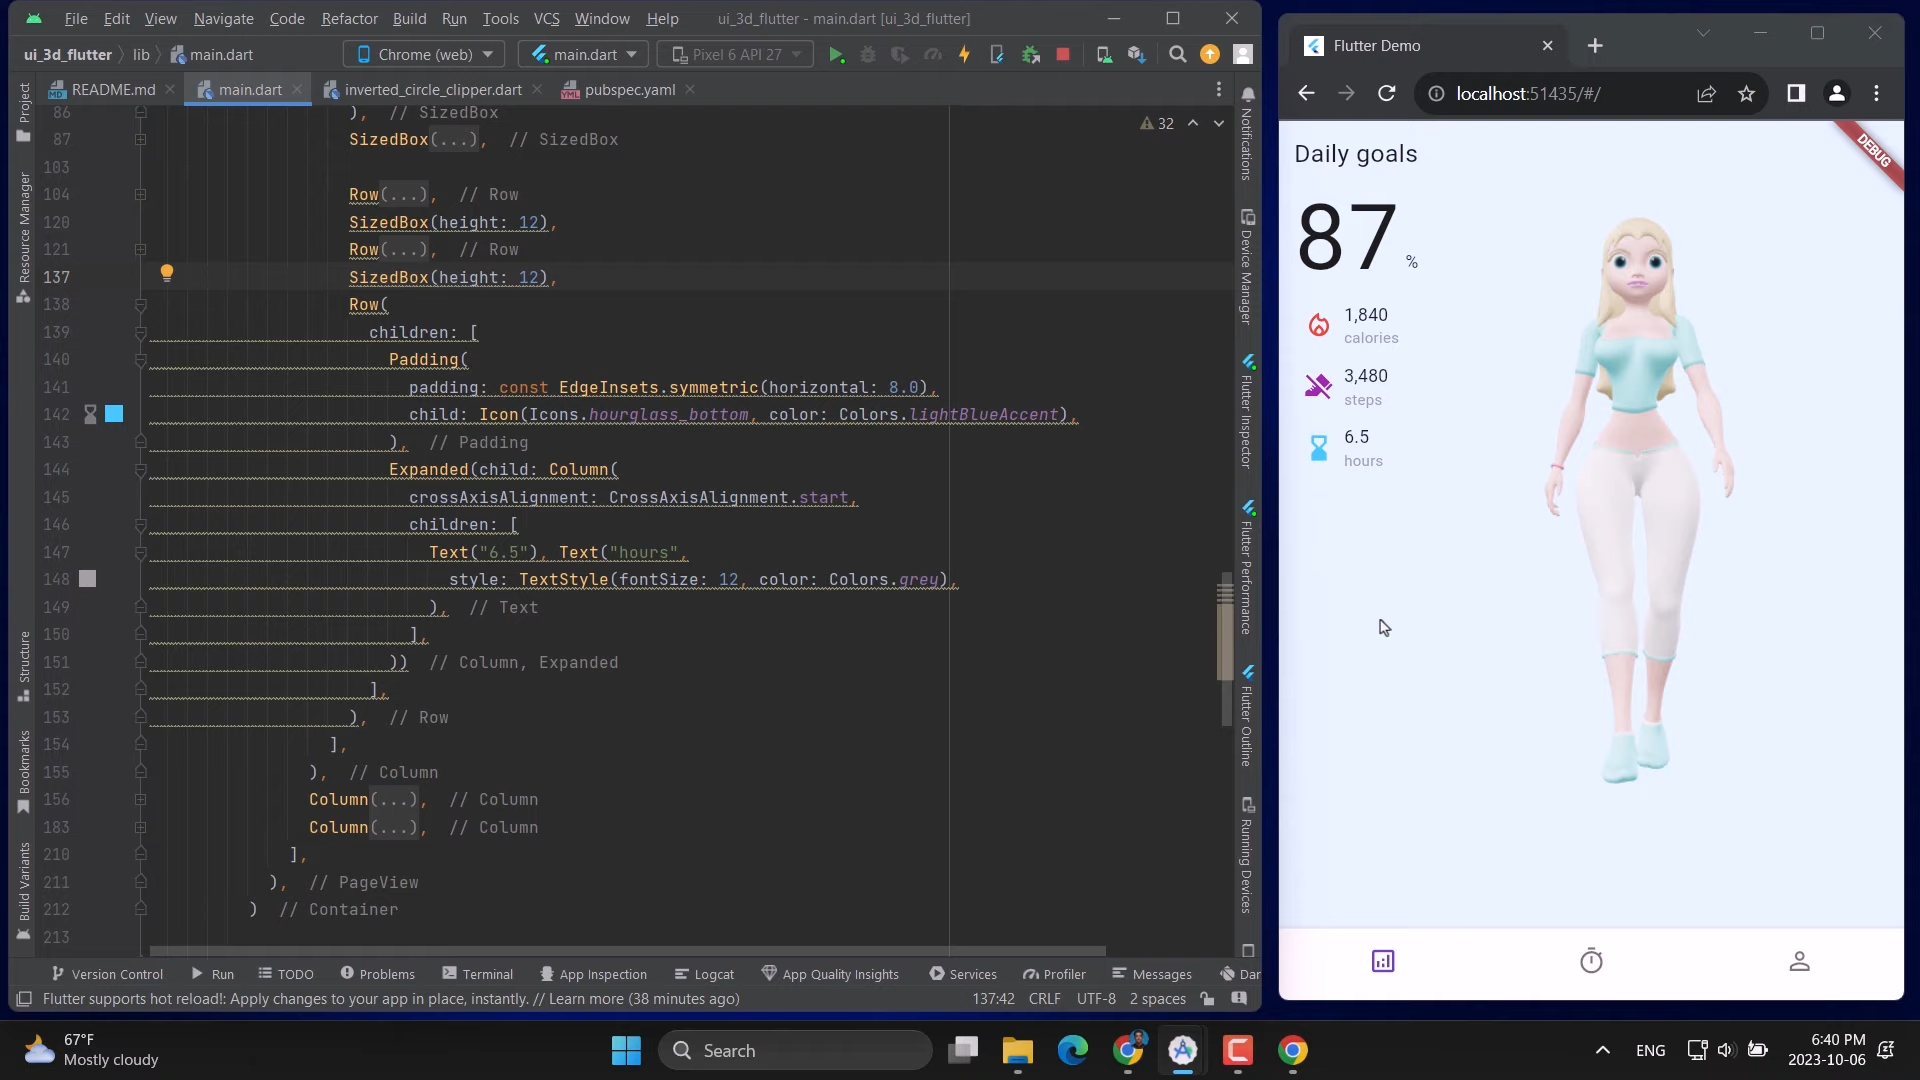 File Edit View Navigate Code Refactor Build Run Tools VCS Window Help ui_3d_flutter - main.dart [ui_3d_flutter]
ui_3d_flutter lib main.dart Chrome (web) main.dart Pixel 6 API 27
README.md main.dart inverted_circle_clipper.dart pubspec.yaml
32
86 ), // SizedBox
87 SizedBox(...), // SizedBox
103
104 Row(...), // Row
120 SizedBox(height: 12),
121 Row(...), // Row
137 SizedBox(height: 12),
138 Row(
139 children: [
140 Padding(
141 padding: const EdgeInsets.symmetric(horizontal: 8.0),
142 child: Icon(Icons.hourglass_bottom, color: Colors.lightBlueAccent),
143 ), // Padding
144 Expanded(child: Column(
145 crossAxisAlignment: CrossAxisAlignment.start,
146 children: [
147 Text("6.5"), Text("hours",
148 style: TextStyle(fontSize: 12, color: Colors.grey),
149 ), // Text
150 ],
151 )) // Column, Expanded
152 ],
153 ), // Row
154 ],
155 ), // Column
156 Column(...), // Column
183 Column(...), // Column
210 ],
211 ), // PageView
212 ) // Container
213
Project
Resource Manager
Structure
Bookmarks
Build Variants
Notifications
Device Manager
Flutter Inspector
Flutter Performance
Flutter Outline
Running Devices
Version Control Run TODO Problems Terminal App Inspection Logcat App Quality Insights Services Profiler Messages Dar
Flutter supports hot reload!: Apply changes to your app in place, instantly. // Learn more (38 minutes ago) 137:42 CRLF UTF-8 2 spaces
Flutter Demo
localhost:51435/#/
DEBUG
Daily goals
87 %
1,840
calories
3,480
steps
6.5
hours
67°F
Mostly cloudy
Search
ENG
6:40 PM
2023-10-06